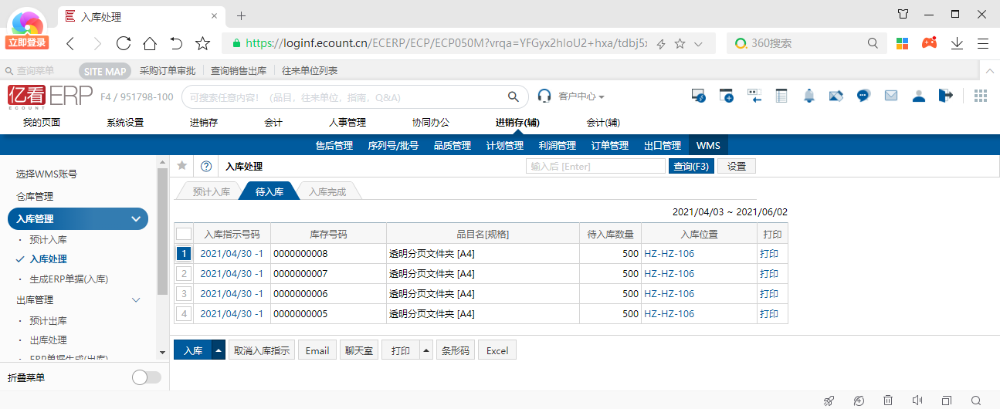 入库处理
立即登录
https://loginf.ecount.cn/ECERP/ECP/ECP050M?vrqa=YFGyx2hIoU2+hxa/tdbj5x
360搜索
查询菜单
SITE MAP
采购订单审批
查询销售出库
往来单位列表
亿看 ERP
ECOUNT
F4 / 951798-100
可搜索任意内容! (品目, 往来单位, 指南, Q&A)
客户中心
我的页面 系统设置 进销存 会计 人事管理 协同办公 进销存(辅) 会计(辅)
售后管理 序列号/批号 品质管理 计划管理 利润管理 订单管理 出口管理 WMS
选择WMS账号
仓库管理
入库管理
预计入库
入库处理
生成ERP单据(入库)
出库管理
预计出库
出库处理
ERP单据生成(出库)
折叠菜单
入库处理
输入后 [Enter]
查询(F3)
设置
预计入库 待入库 入库完成
2021/04/03 ~ 2021/06/02
入库指示号码 库存号码 品目名[规格] 待入库数量 入库位置 打印
1 2021/04/30 -1 0000000008 透明分页文件夹 [A4] 500 HZ-HZ-106 打印
2 2021/04/30 -1 0000000007 透明分页文件夹 [A4] 500 HZ-HZ-106 打印
3 2021/04/30 -1 0000000006 透明分页文件夹 [A4] 500 HZ-HZ-106 打印
4 2021/04/30 -1 0000000005 透明分页文件夹 [A4] 500 HZ-HZ-106 打印
入库 取消入库指示 Email 聊天室 打印 条形码 Excel